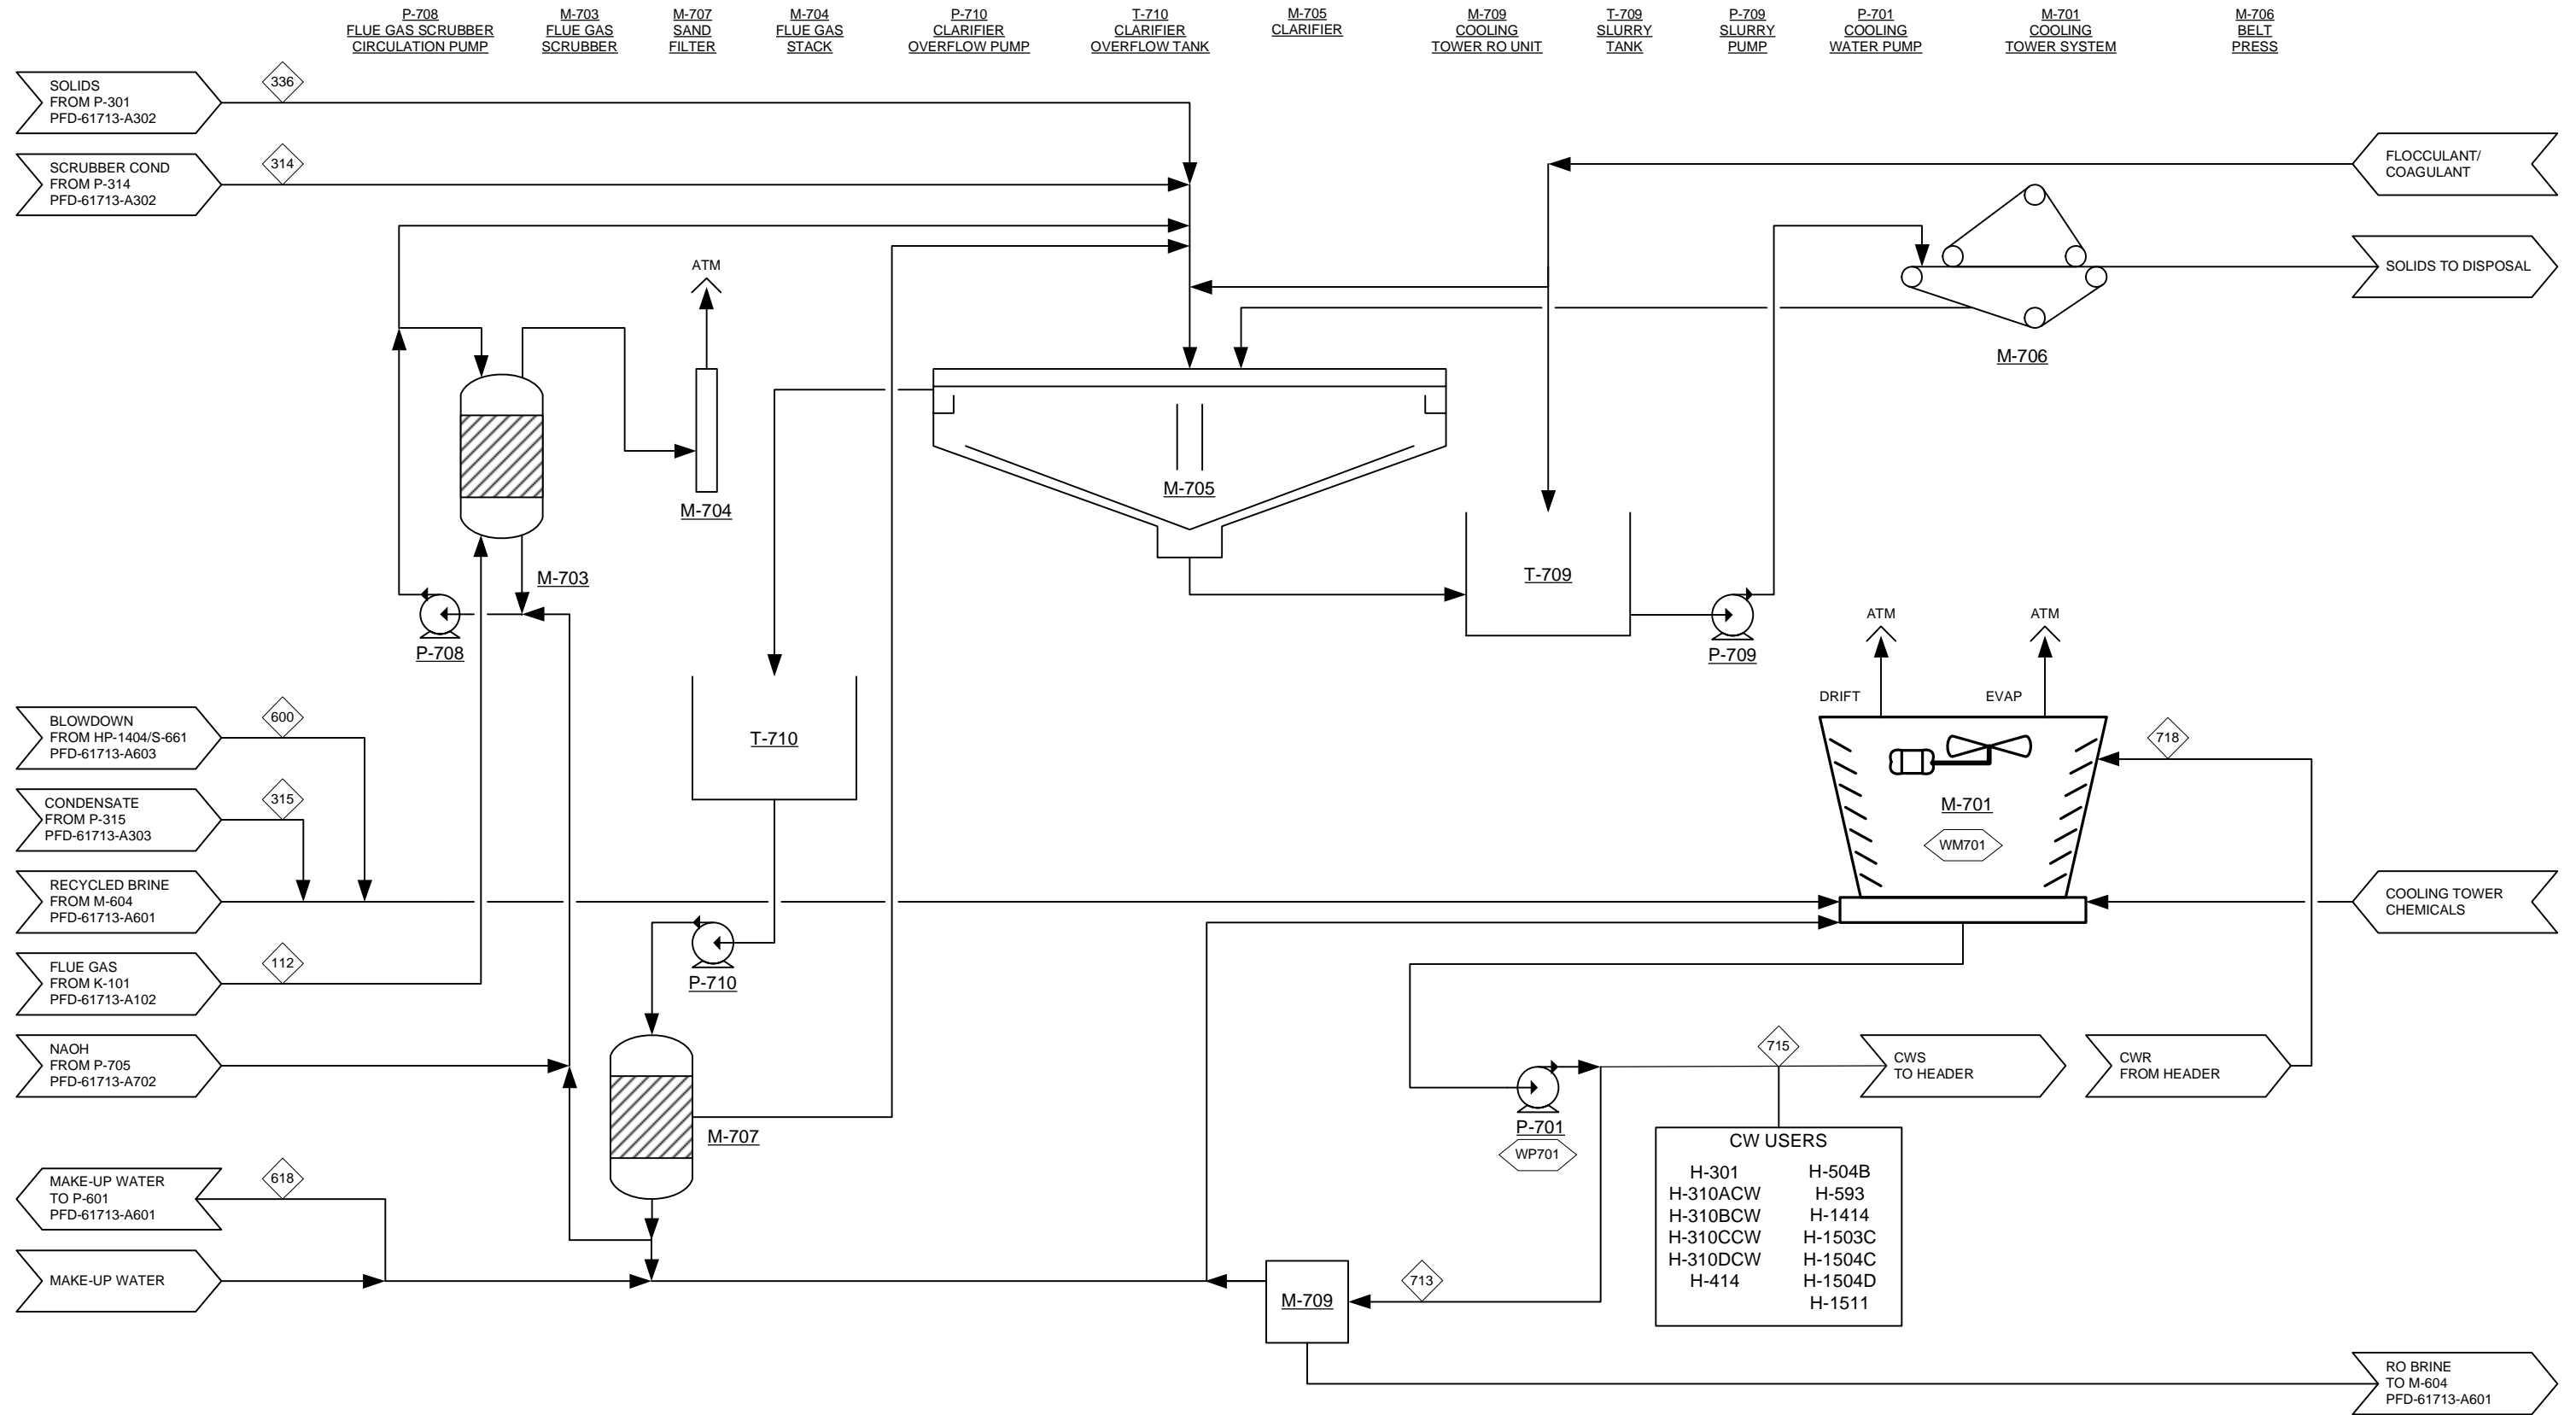 P-708
FLUE GAS SCRUBBER
CIRCULATION PUMP
M-703
FLUE GAS
SCRUBBER
M-707
SAND
FILTER
M-704
FLUE GAS
STACK
P-710
CLARIFIER
OVERFLOW PUMP
T-710
CLARIFIER
OVERFLOW TANK
M-705
CLARIFIER
M-709
COOLING
TOWER RO UNIT
T-709
SLURRY
TANK
P-709
SLURRY
PUMP
P-701
COOLING
WATER PUMP
M-701
COOLING
TOWER SYSTEM
M-706
BELT
PRESS
SOLIDS
FROM P-301
PFD-61713-A302
336
SCRUBBER COND
FROM P-314
PFD-61713-A302
314
FLOCCULANT/
COAGULANT
SOLIDS TO DISPOSAL
ATM
M-706
M-705
M-704
M-703
T-709
P-708
P-709
ATM
ATM
DRIFT
EVAP
BLOWDOWN
FROM HP-1404/S-661
PFD-61713-A603
600
T-710
718
CONDENSATE
FROM P-315
PFD-61713-A303
315
M-701
WM701
RECYCLED BRINE
FROM M-604
PFD-61713-A601
COOLING TOWER
CHEMICALS
FLUE GAS
FROM K-101
PFD-61713-A102
112
P-710
NAOH
FROM P-705
PFD-61713-A702
715
CWS
TO HEADER
CWR
FROM HEADER
M-707
P-701
WP701
CW USERS
H-301
H-310ACW
H-310BCW
H-310CCW
H-310DCW
H-414
H-504B
H-593
H-1414
H-1503C
H-1504C
H-1504D
H-1511
MAKE-UP WATER
TO P-601
PFD-61713-A601
618
MAKE-UP WATER
M-709
713
RO BRINE
TO M-604
PFD-61713-A601